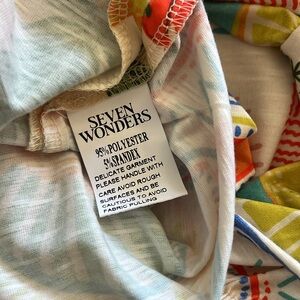 SEVEN
WONDERS
95%POLYESTER
5%SPANDEX
DELICATE GARMENT
PLEASE HANDLE WITH
CARE AVOID ROUGH
SURFACES AND BE
CAUTIOUS TO AVOID
FABRIC PULLING